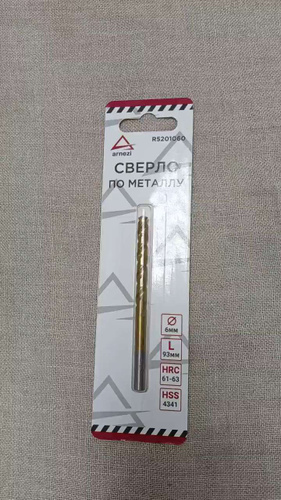 arnezi
R5201060
СВЕРЛО
ПО МЕТАЛЛУ
6мм
L
93мм
HRC
61-63
HSS
4341